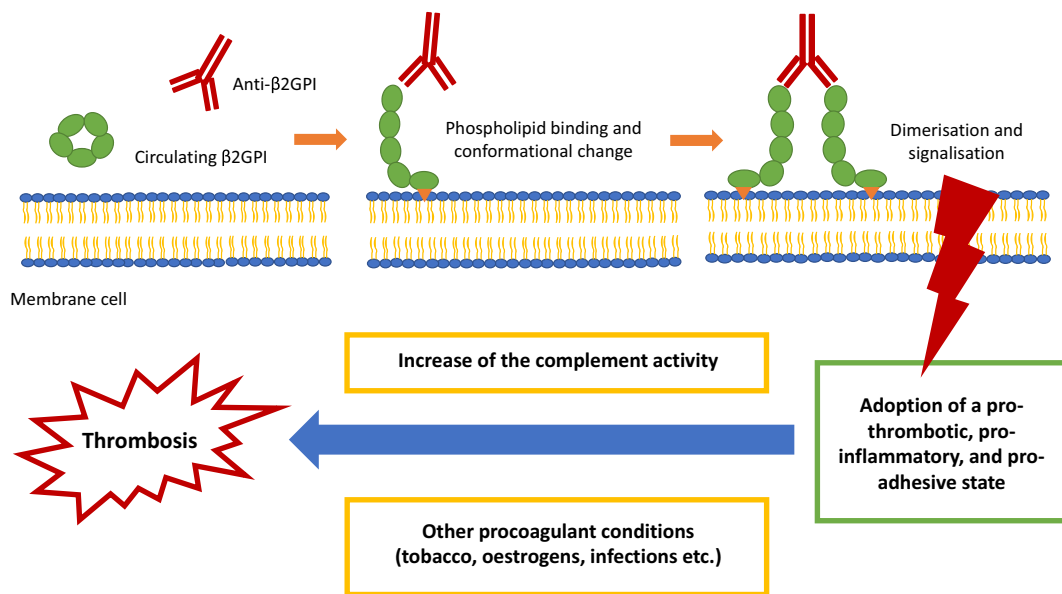 Anti-β2GPI
Circulating β2GPI
Phospholipid binding and
conformational change
Dimerisation and
signalisation
Membrane cell
Increase of the complement activity
Thrombosis
Adoption of a pro-
thrombotic, pro-
inflammatory, and pro-
adhesive state
Other procoagulant conditions
(tobacco, oestrogens, infections etc.)